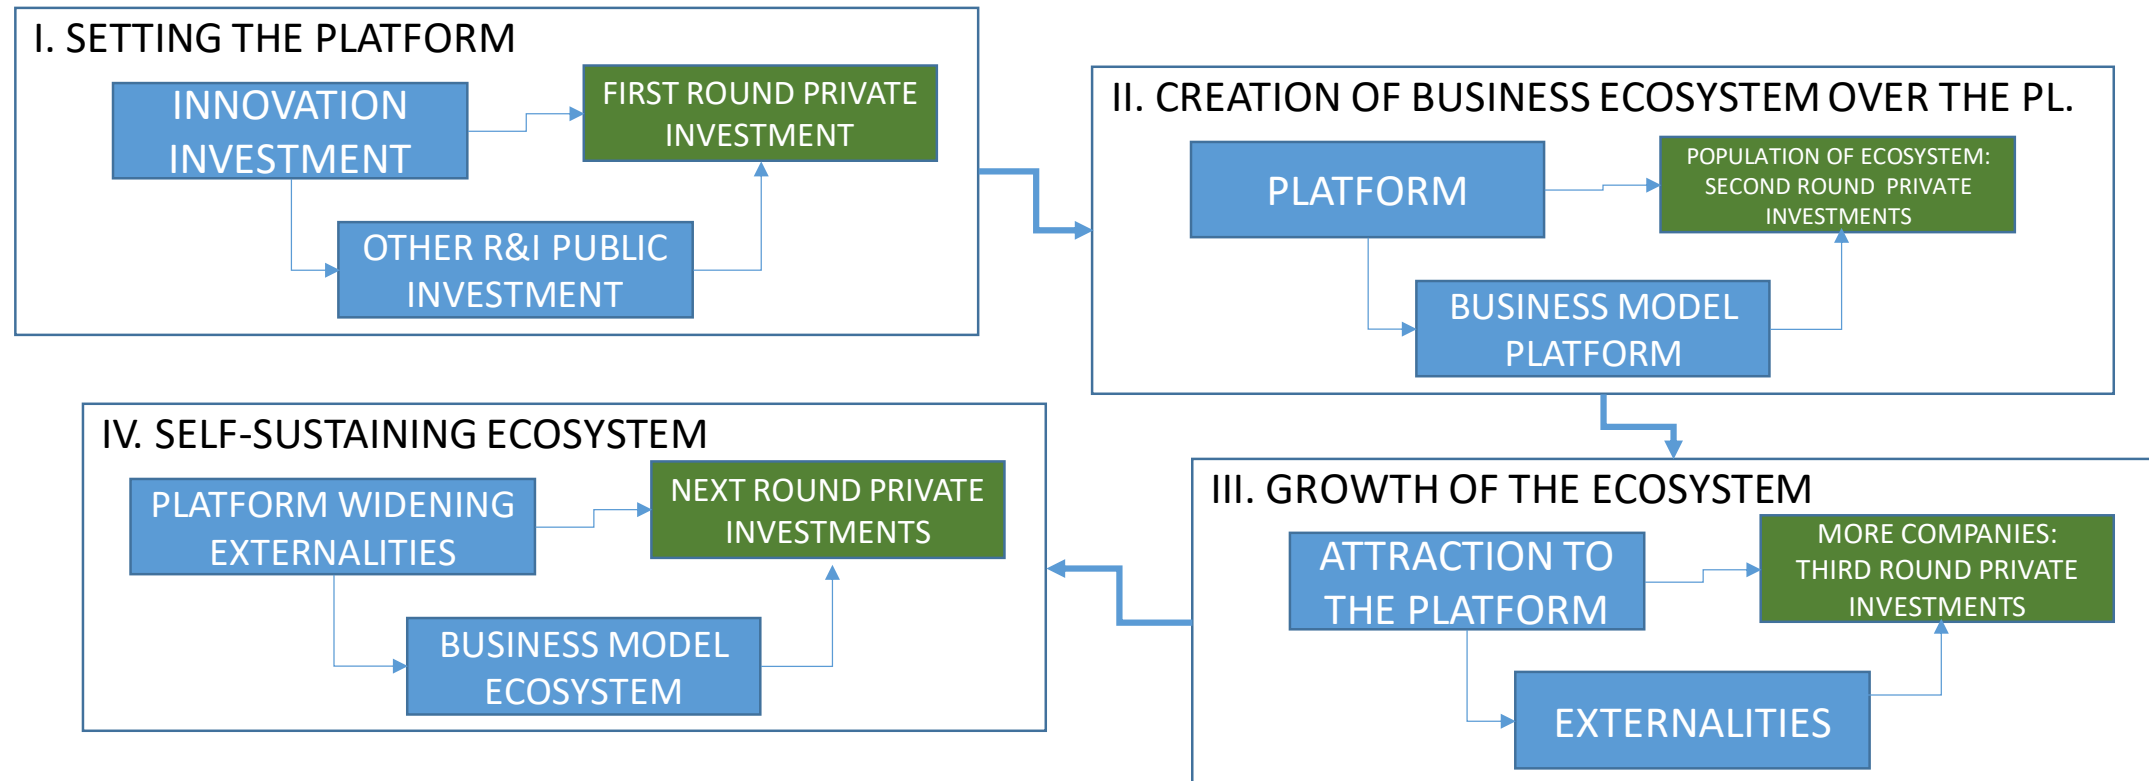 I. SETTING THE PLATFORM
INNOVATION
INVESTMENT
FIRST ROUND PRIVATE
INVESTMENT
OTHER R&I PUBLIC
INVESTMENT
II. CREATION OF BUSINESS ECOSYSTEM OVER THE PL.
PLATFORM
POPULATION OF ECOSYSTEM:
SECOND ROUND PRIVATE
INVESTMENTS
BUSINESS MODEL
PLATFORM
III. GROWTH OF THE ECOSYSTEM
ATTRACTION TO
THE PLATFORM
MORE COMPANIES:
THIRD ROUND PRIVATE
INVESTMENTS
EXTERNALITIES
IV. SELF-SUSTAINING ECOSYSTEM
PLATFORM WIDENING
EXTERNALITIES
NEXT ROUND PRIVATE
INVESTMENTS
BUSINESS MODEL
ECOSYSTEM